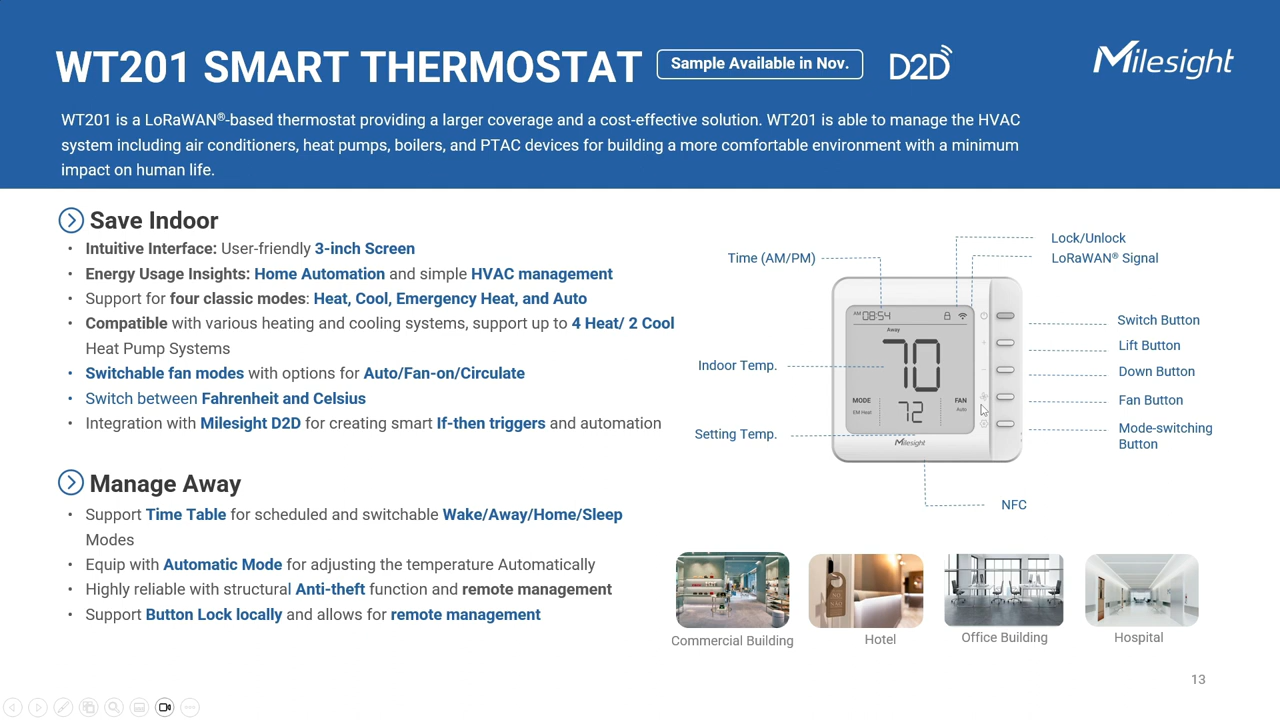 WT201 SMART THERMOSTAT
Sample Available in Nov.
D2D
Milesight
WT201 is a LoRaWAN®-based thermostat providing a larger coverage and a cost-effective solution. WT201 is able to manage the HVAC
system including air conditioners, heat pumps, boilers, and PTAC devices for building a more comfortable environment with a minimum
impact on human life.
Save Indoor
• Intuitive Interface: User-friendly 3-inch Screen
• Energy Usage Insights: Home Automation and simple HVAC management
• Support for four classic modes: Heat, Cool, Emergency Heat, and Auto
• Compatible with various heating and cooling systems, support up to 4 Heat/ 2 Cool
Heat Pump Systems
• Switchable fan modes with options for Auto/Fan-on/Circulate
• Switch between Fahrenheit and Celsius
• Integration with Milesight D2D for creating smart If-then triggers and automation
Manage Away
• Support Time Table for scheduled and switchable Wake/Away/Home/Sleep
Modes
• Equip with Automatic Mode for adjusting the temperature Automatically
• Highly reliable with structural Anti-theft function and remote management
• Support Button Lock locally and allows for remote management
Lock/Unlock
Time (AM/PM)
LoRaWAN® Signal
AM 08:54
Away
70
MODE
EM Heat
72
FAN
Auto
Milesight
Indoor Temp.
Setting Temp.
Switch Button
Lift Button
Down Button
Fan Button
Mode-switching
Button
NFC
Commercial Building
Hotel
Office Building
Hospital
13